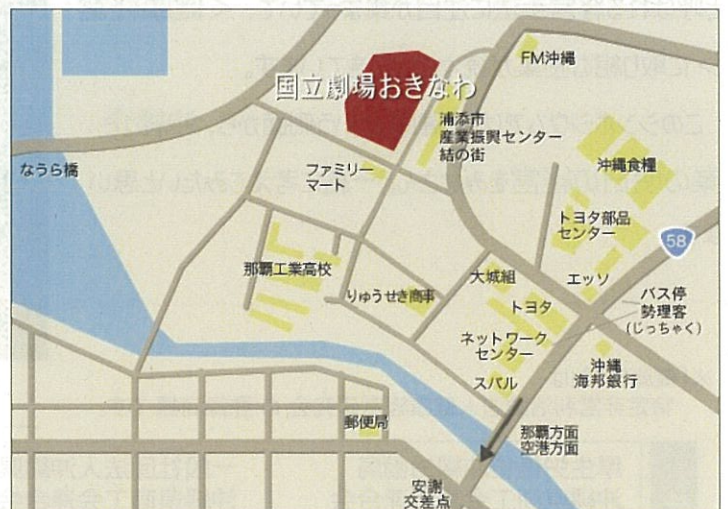 FM沖縄
国立劇場おきなわ
浦添市
産業振興センター
結の街
なうら橋
ファミリー
マート
沖縄食糧
トヨタ部品
センター
58
那覇工業高校
大城組
エッソ
りゅうせき商事
トヨタ
バス停
勢理客
(じっちゃく)
ネットワーク
センター
スバル
沖縄
海邦銀行
郵便局
那覇方面
空港方面
安謝
交差点